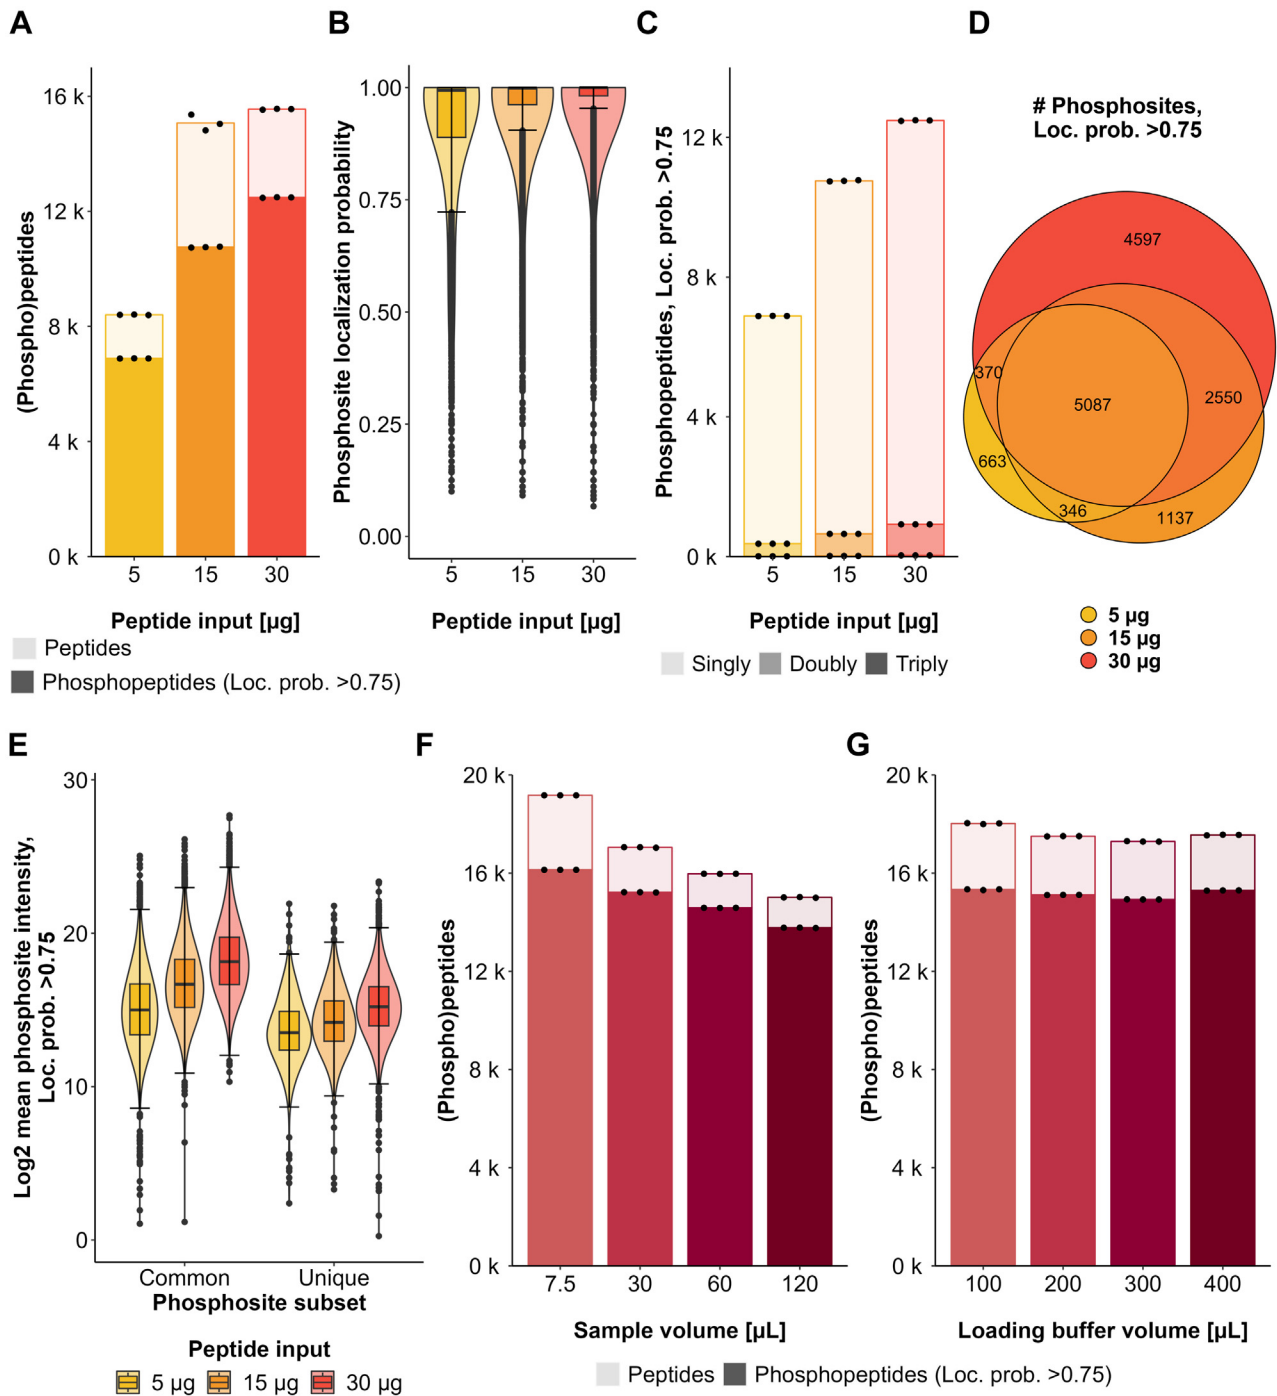 A
B
C
D
(Phospho)peptides
16 k
12 k
8 k
4 k
0 k
5
15
30
Peptide input [µg]
Peptides
Phosphopeptides (Loc. prob. >0.75)
Phosphosite localization probability
1.00
0.75
0.50
0.25
0.00
5
15
30
Peptide input [µg]
Phosphopeptides, Loc. prob. >0.75
12 k
8 k
4 k
0 k
5
15
30
Peptide input [µg]
Singly
Doubly
Triply
# Phosphosites,
Loc. prob. >0.75
4597
370
5087
2550
663
346
1137
5 µg
15 µg
30 µg
E
F
G
Log2 mean phosphosite intensity,
Loc. prob. >0.75
30
20
10
0
Common
Unique
Phosphosite subset
Peptide input
5 µg
15 µg
30 µg
(Phospho)peptides
20 k
16 k
12 k
8 k
4 k
0 k
7.5
30
60
120
Sample volume [µL]
(Phospho)peptides
20 k
16 k
12 k
8 k
4 k
0 k
100
200
300
400
Loading buffer volume [µL]
Peptides
Phosphopeptides (Loc. prob. >0.75)